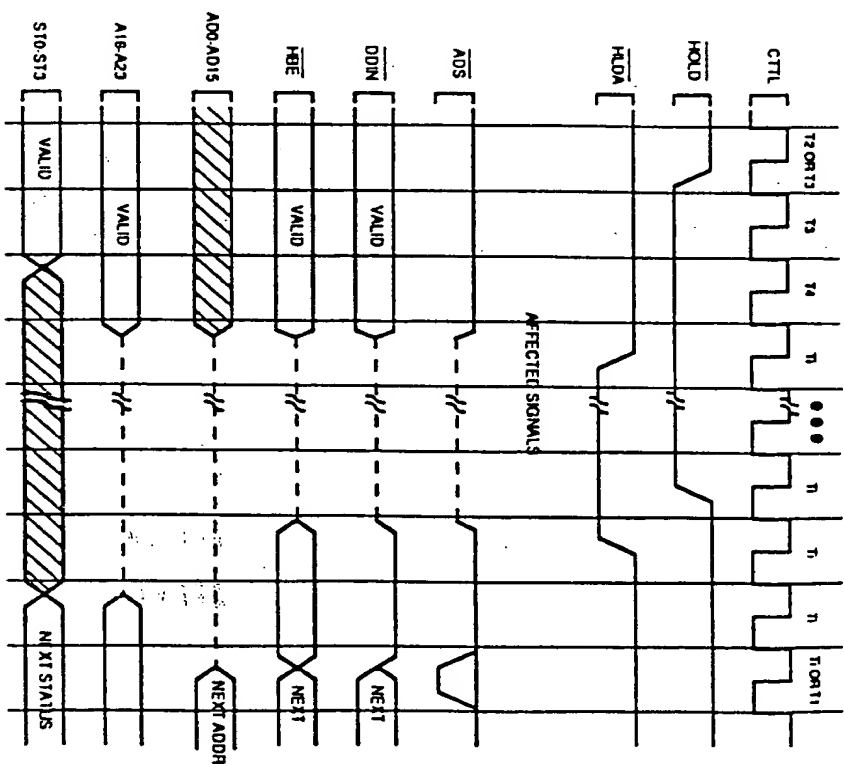 T2 OR T3 T3 T4 Ti ••• Ti Ti Ti Ti OR T1
CTTL
HOLD
HLDA
AFFECTED SIGNALS
ADS
DDIN VALID NEXT
HBE VALID NEXT
AD0-AD15 NEXT ADDR
A16-A23 VALID
ST0-ST3 VALID NEXT STATUS